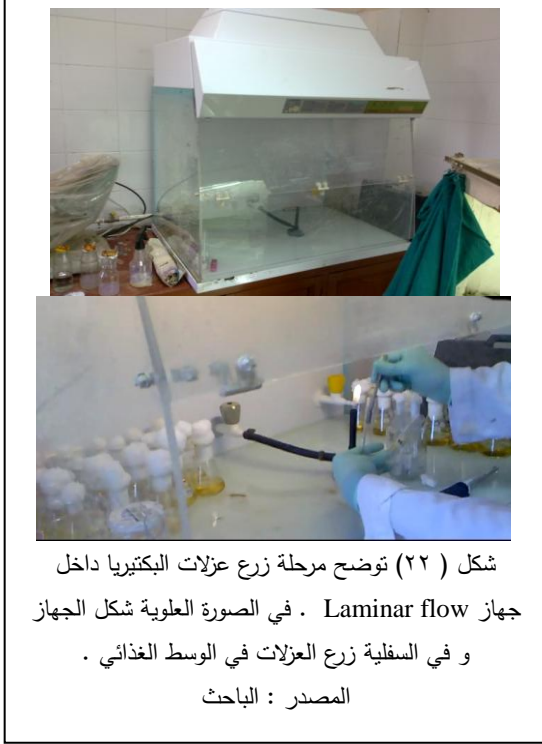 شكل ( ٢٢) توضح مرحلة زرع عزلات البكتيريا داخل
جهاز Laminar flow . في الصورة العلوية شكل الجهاز
و في السفلية زرع العزلات في الوسط الغذائي .
المصدر : الباحث